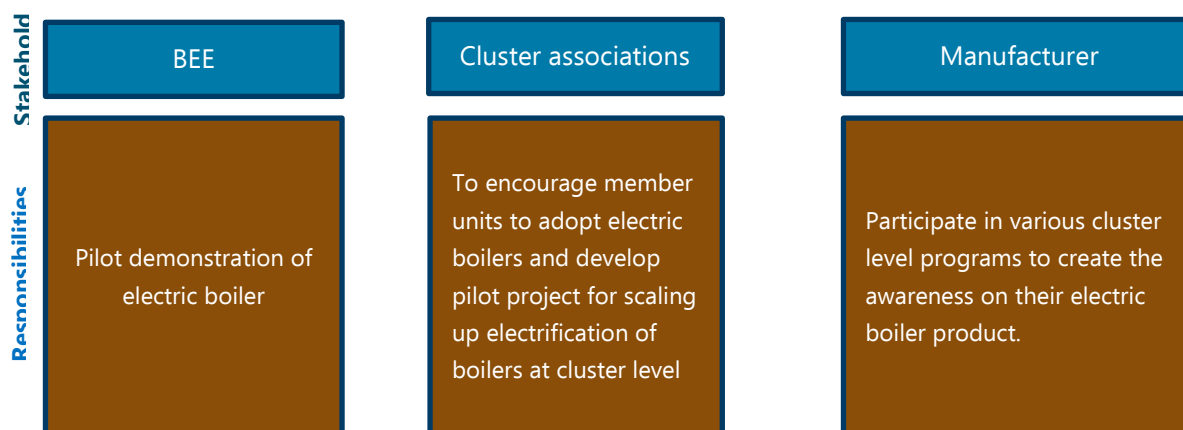 Stakehold
BEE
Cluster associations
Manufacturer
Responsibilities
Pilot demonstration of
electric boiler
To encourage member
units to adopt electric
boilers and develop
pilot project for scaling
up electrification of
boilers at cluster level
Participate in various cluster
level programs to create the
awareness on their electric
boiler product.